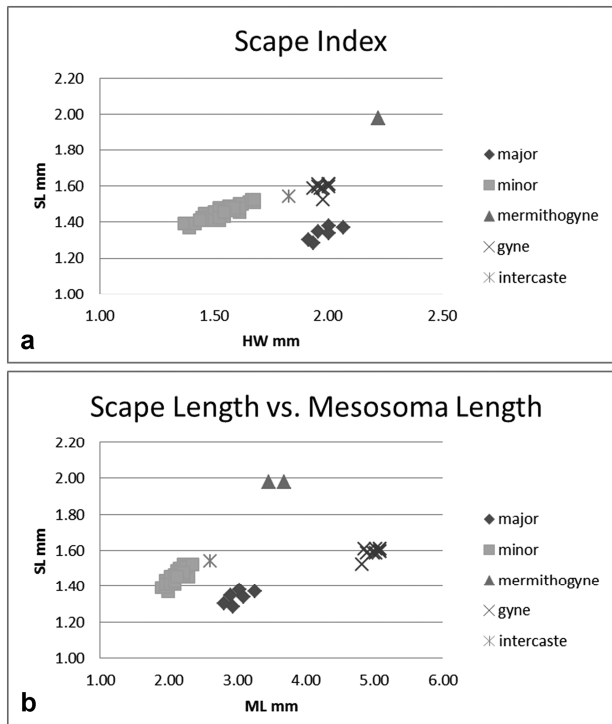 Scape Index
2.20
2.00
1.80
1.60
1.40
1.20
1.00
SL mm
1.00 1.50 2.00 2.50
HW mm
major
minor
mermithogyne
gyne
intercaste
a
Scape Length vs. Mesosoma Length
2.20
2.00
1.80
1.60
1.40
1.20
1.00
SL mm
1.00 2.00 3.00 4.00 5.00 6.00
ML mm
major
minor
mermithogyne
gyne
intercaste
b